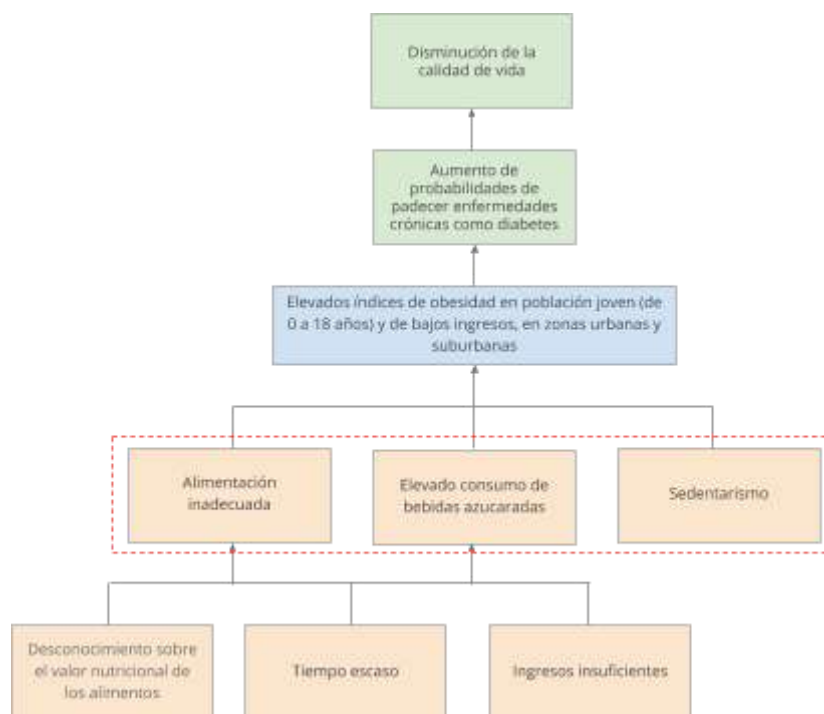 Disminución de la
calidad de vida
Aumento de
probabilidades de
padecer enfermedades
crónicas como diabetes
Elevados índices de obesidad en población joven (de
0 a 18 años) y de bajos ingresos, en zonas urbanas y
suburbanas
Alimentación
inadecuada
Elevado consumo de
bebidas azucaradas
Sedentarismo
Desconocimiento sobre
el valor nutricional de
los alimentos
Tiempo escaso
Ingresos insuficientes